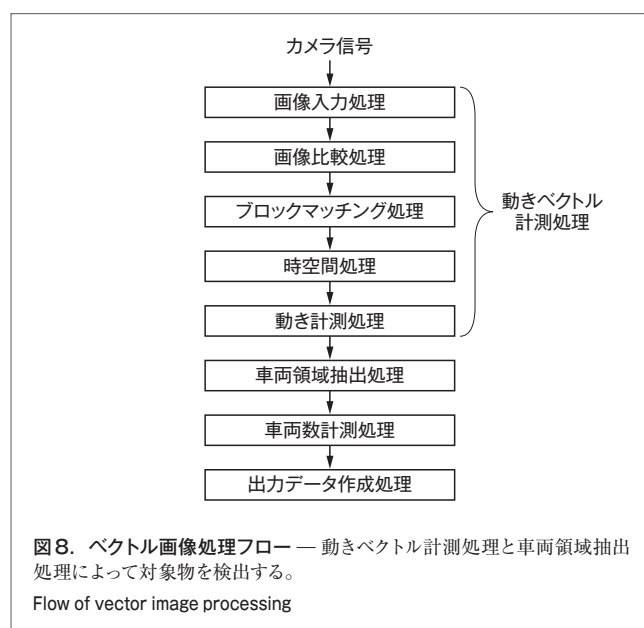 カメラ信号
画像入力処理
画像比較処理
ブロックマッチング処理
時空間処理
動き計測処理
動きベクトル
計測処理
車両領域抽出処理
車両数計測処理
出力データ作成処理
図8. ベクトル画像処理フロー — 動きベクトル計測処理と車両領域抽出
処理によって対象物を検出する。
Flow of vector image processing